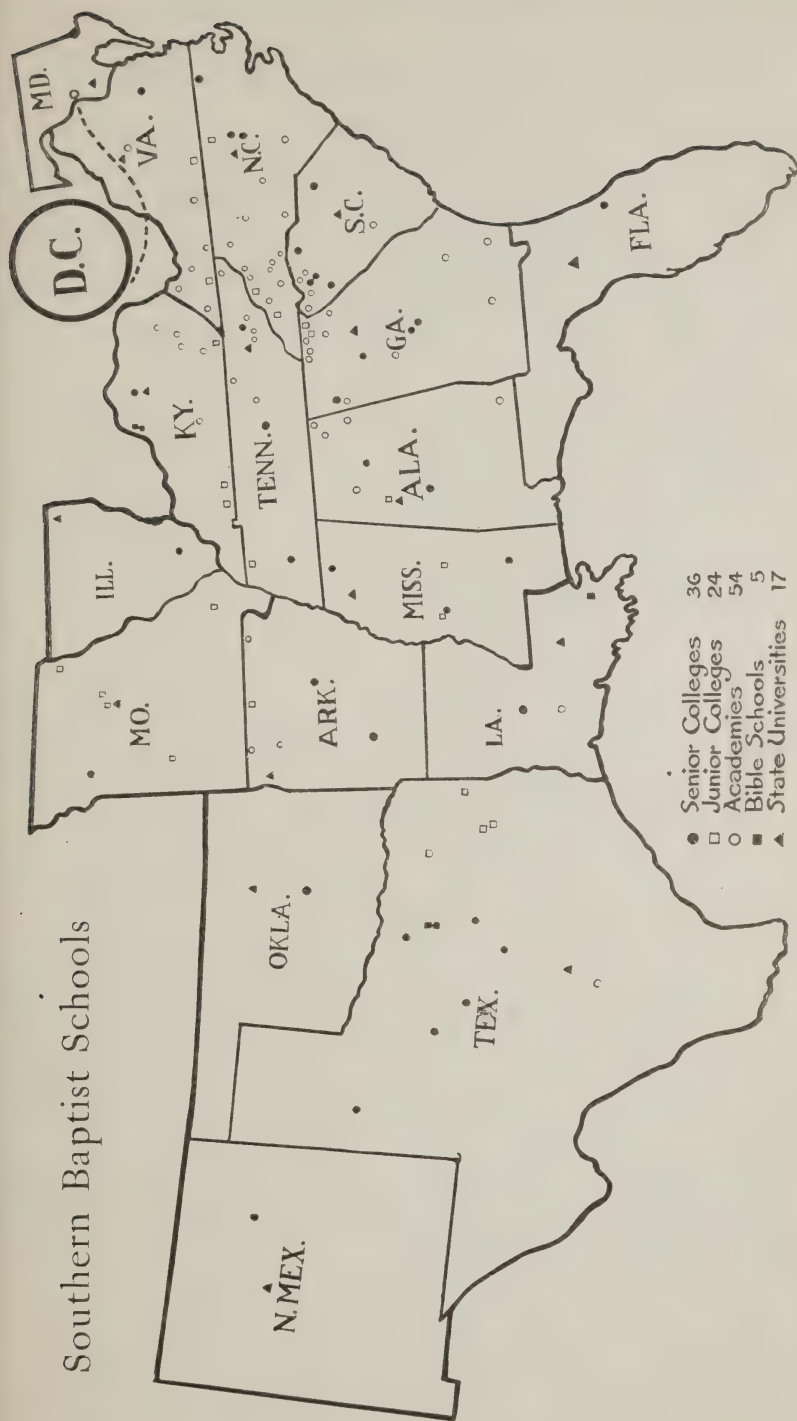 Southern Baptist Schools
MD.
D.C.
VA.
ILL.
KY.
N.C.
MO.
TENN.
S.C.
OKLA.
ARK.
N.MEX.
MISS.
ALA.
GA.
TEX.
LA.
FLA.
Senior Colleges 36
Junior Colleges 24
Academies 54
Bible Schools 5
State Universities 17